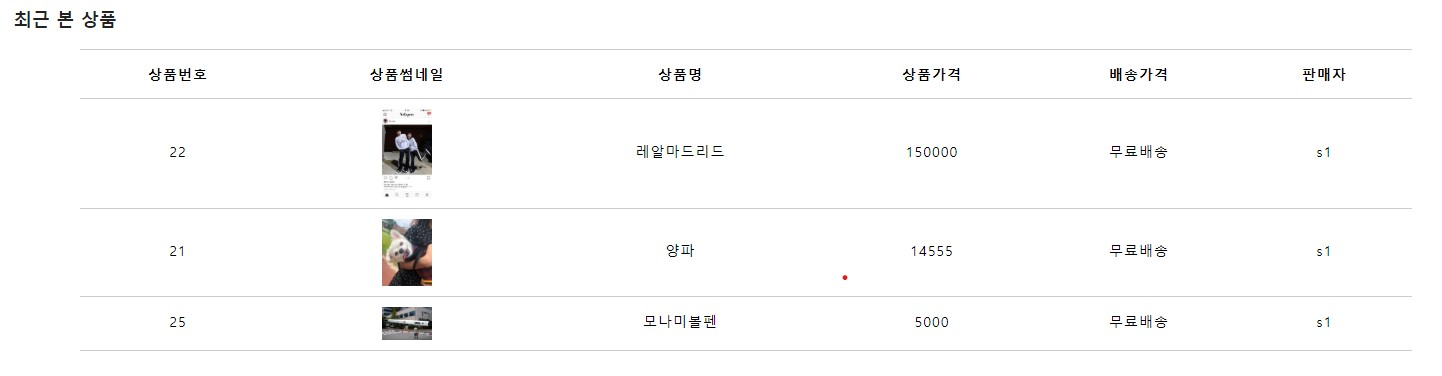 최근 본 상품
상품번호 상품썸네일 상품명 상품가격 배송가격 판매자
22 레알마드리드 150000 무료배송 s1
21 양파 14555 무료배송 s1
25 모나미볼펜 5000 무료배송 s1